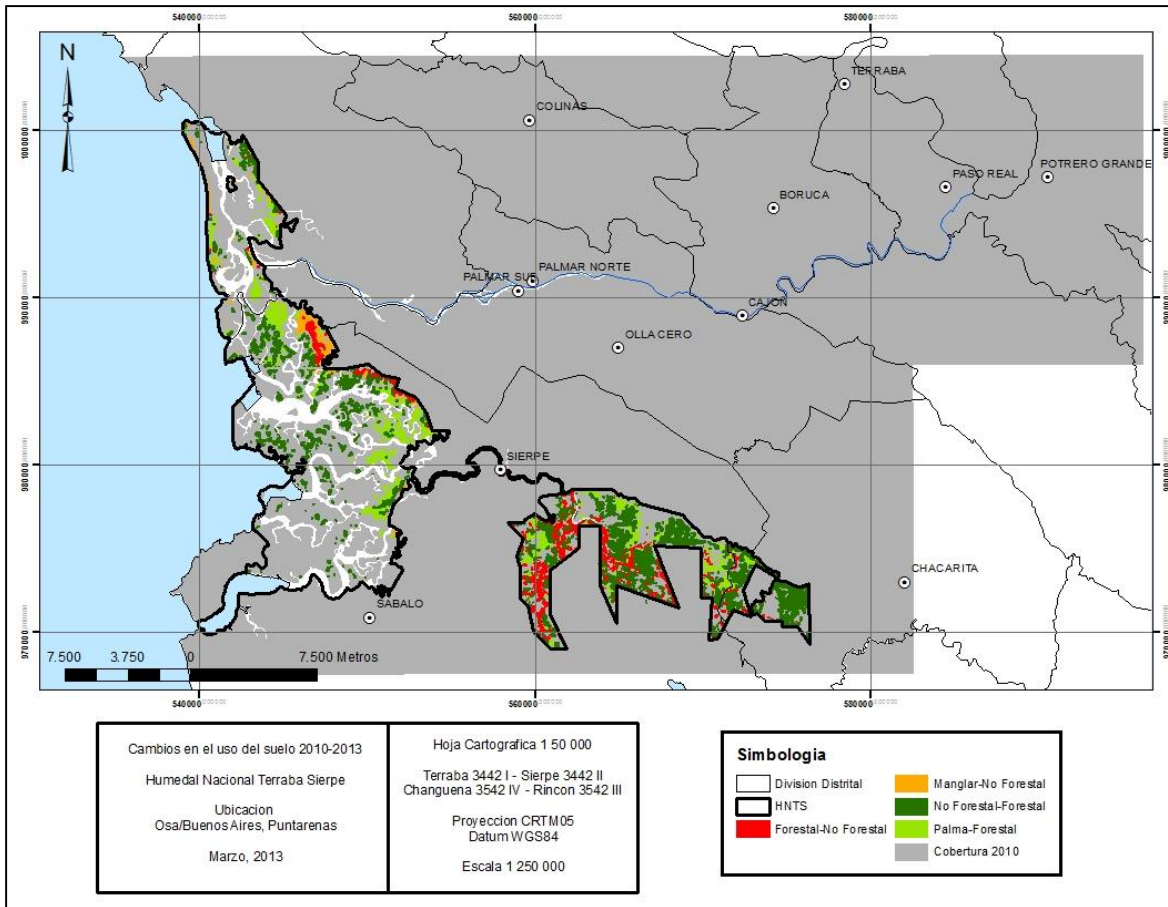 540000 560000 580000
N
TERRABA
COLINAS
1000000 1000000
PASO REAL
POTRERO GRANDE
BORUCA
PALMAR NORTE
PALMAR SUR
990000 990000
CAJON
OLLA CERO
SIERPE
980000 980000
CHACARITA
SABALO
970000 970000
7.500 3.750 0 7.500 Metros
540000 560000 580000
Cambios en el uso del suelo 2010-2013
Humedal Nacional Terraba Sierpe
Ubicacion
Osa/Buenos Aires, Puntarenas
Marzo, 2013
Hoja Cartografica 1 50 000
Terraba 3442 I - Sierpe 3442 II
Changuena 3542 IV - Rincon 3542 III
Proyeccion CRTM05
Datum WGS84
Escala 1 250 000
Simbologia
Division Distrital
HNTS
Forestal-No Forestal
Manglar-No Forestal
No Forestal-Forestal
Palma-Forestal
Cobertura 2010